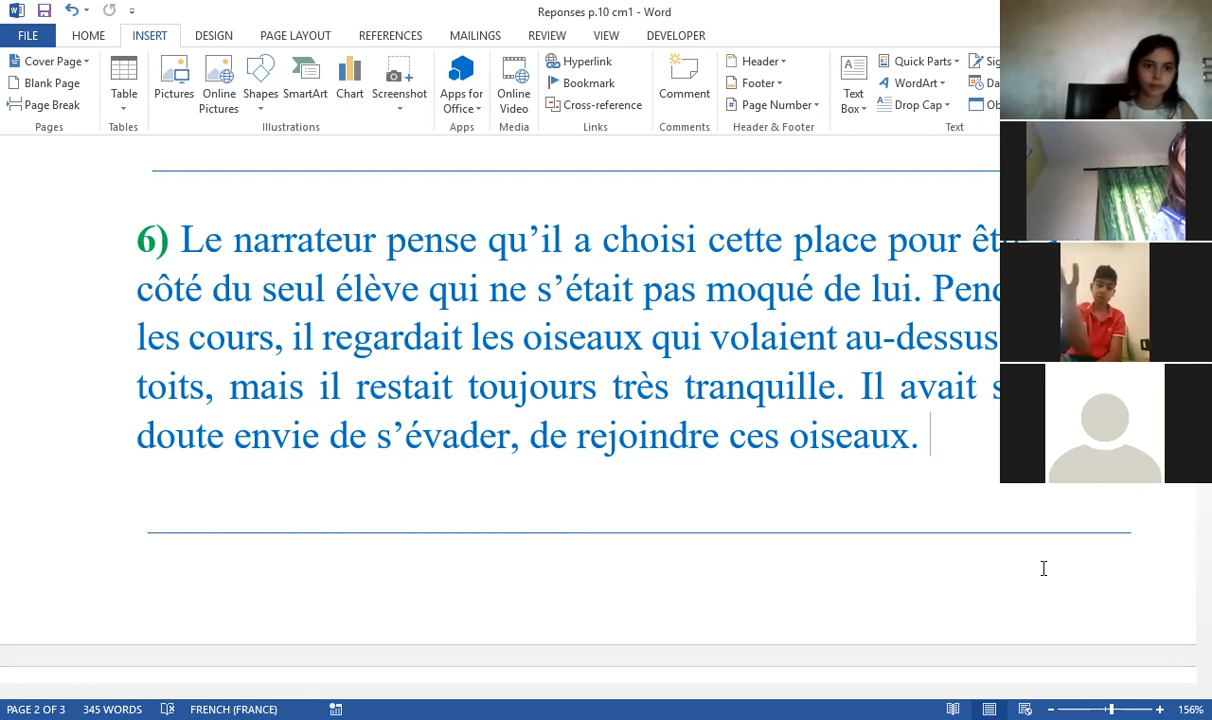 Reponses p.10 cm1 - Word
FILE HOME INSERT DESIGN PAGE LAYOUT REFERENCES MAILINGS REVIEW VIEW DEVELOPER
Cover Page
Blank Page
Page Break
Pages
Table
Tables
Pictures
Online Pictures
Shapes
SmartArt
Chart
Screenshot
Illustrations
Apps for Office
Apps
Online Video
Media
Hyperlink
Bookmark
Cross-reference
Links
Comment
Comments
Header
Footer
Page Number
Header & Footer
Text Box
Quick Parts
WordArt
Drop Cap
Text
6) Le narrateur pense qu’il a choisi cette place pour
côté du seul élève qui ne s’était pas moqué de lui.
les cours, il regardait les oiseaux qui volaient au-dessus
toits, mais il restait toujours très tranquille. Il avait
doute envie de s’évader, de rejoindre ces oiseaux.
PAGE 2 OF 3 345 WORDS FRENCH (FRANCE) 156%